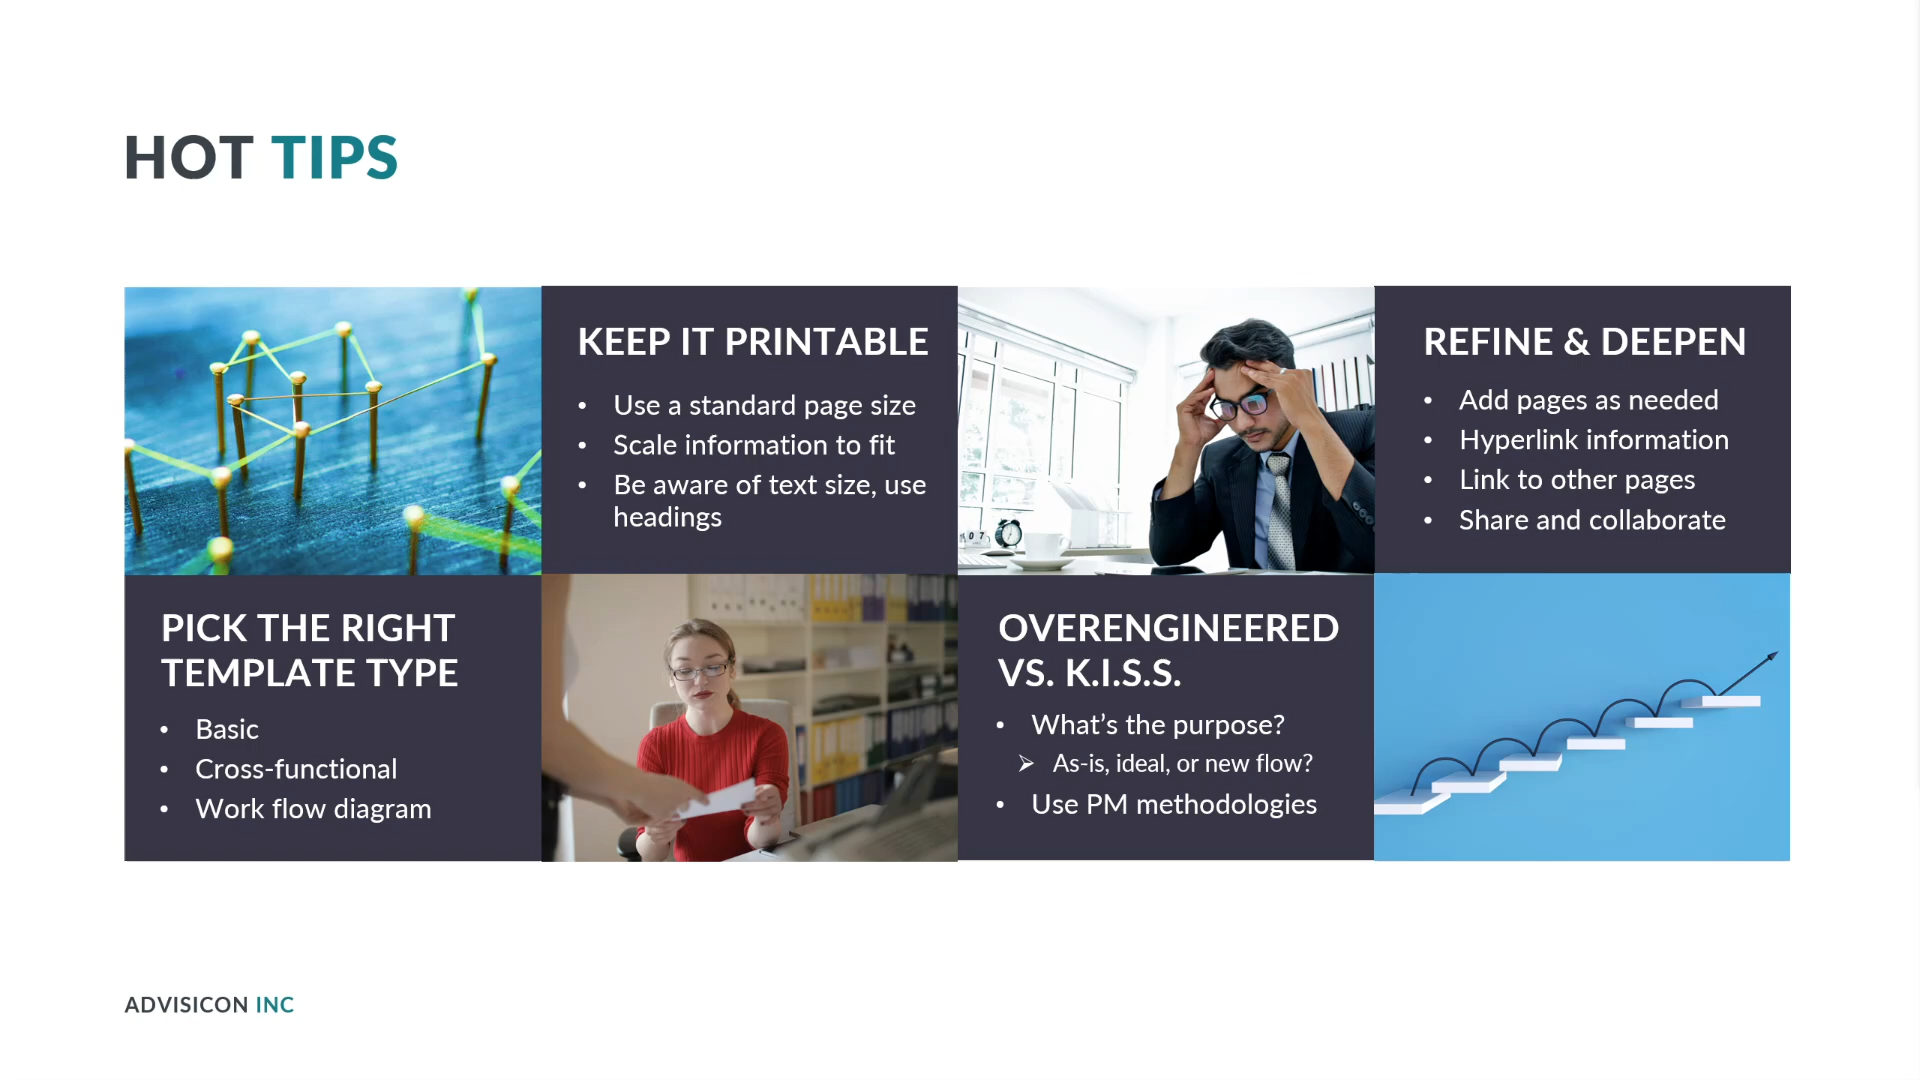 HOT TIPS
KEEP IT PRINTABLE
• Use a standard page size
• Scale information to fit
• Be aware of text size, use
headings
REFINE & DEEPEN
• Add pages as needed
• Hyperlink information
• Link to other pages
• Share and collaborate
PICK THE RIGHT
TEMPLATE TYPE
• Basic
• Cross-functional
• Work flow diagram
OVERENGINEERED
VS. K.I.S.S.
• What’s the purpose?
➢ As-is, ideal, or new flow?
• Use PM methodologies
ADVISICON INC